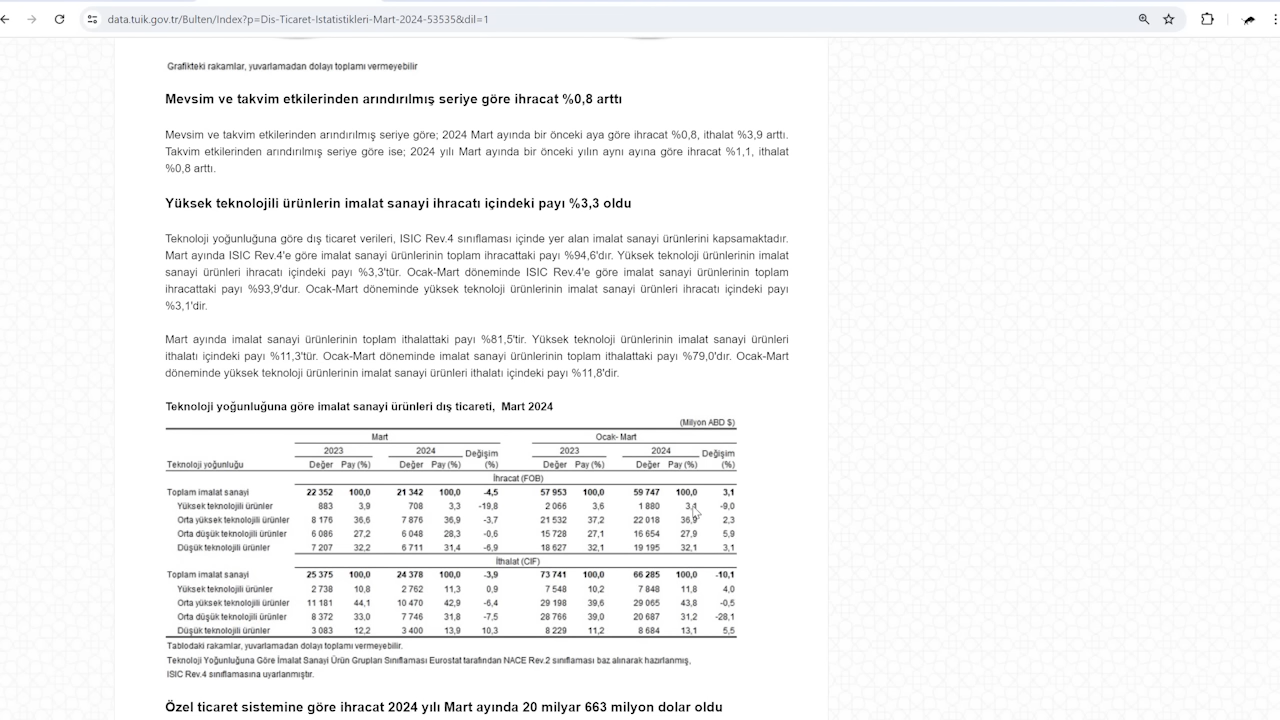 data.tuik.gov.tr/Bulten/Index?p=Dis-Ticaret-Istatistikleri-Mart-2024-53535&dil=1
Grafikteki rakamlar, yuvarlamadan dolayı toplamı vermeyebilir
Mevsim ve takvim etkilerinden arındırılmış seriye göre ihracat %0,8 arttı
Mevsim ve takvim etkilerinden arındırılmış seriye göre; 2024 Mart ayında bir önceki aya göre ihracat %0,8, ithalat %3,9 arttı.
Takvim etkilerinden arındırılmış seriye göre ise; 2024 yılı Mart ayında bir önceki yılın aynı ayına göre ihracat %1,1, ithalat
%0,8 arttı.
Yüksek teknolojili ürünlerin imalat sanayi ihracatı içindeki payı %3,3 oldu
Teknoloji yoğunluğuna göre dış ticaret verileri, ISIC Rev.4 sınıflaması içinde yer alan imalat sanayi ürünlerini kapsamaktadır.
Mart ayında ISIC Rev.4'e göre imalat sanayi ürünlerinin toplam ihracattaki payı %94,6'dır. Yüksek teknoloji ürünlerinin imalat
sanayi ürünleri ihracatı içindeki payı %3,3'tür. Ocak-Mart döneminde ISIC Rev.4'e göre imalat sanayi ürünlerinin toplam
ihracattaki payı %93,9'dur. Ocak-Mart döneminde yüksek teknoloji ürünlerinin imalat sanayi ürünleri ihracatı içindeki payı
%3,1'dir.
Mart ayında imalat sanayi ürünlerinin toplam ithalattaki payı %81,5'tir. Yüksek teknoloji ürünlerinin imalat sanayi ürünleri
ithalatı içindeki payı %11,3'tür. Ocak-Mart döneminde imalat sanayi ürünlerinin toplam ithalattaki payı %79,0'dır. Ocak-Mart
döneminde yüksek teknoloji ürünlerinin imalat sanayi ürünleri ithalatı içindeki payı %11,8'dir.
Teknoloji yoğunluğuna göre imalat sanayi ürünleri dış ticareti, Mart 2024
(Milyon ABD $)
Mart Ocak- Mart
2023 2024 Değişim 2023 2024 Değişim
Teknoloji yoğunluğu Değer Pay (%) Değer Pay (%) (%) Değer Pay (%) Değer Pay (%) (%)
İhracat (FOB)
Toplam imalat sanayi 22 352 100,0 21 342 100,0 -4,5 57 953 100,0 59 747 100,0 3,1
Yüksek teknolojili ürünler 883 3,9 708 3,3 -19,8 2 066 3,6 1 880 3,1 -9,0
Orta yüksek teknolojili ürünler 8 176 36,6 7 876 36,9 -3,7 21 532 37,2 22 018 36,9 2,3
Orta düşük teknolojili ürünler 6 086 27,2 6 048 28,3 -0,6 15 728 27,1 16 654 27,9 5,9
Düşük teknolojili ürünler 7 207 32,2 6 711 31,4 -6,9 18 627 32,1 19 195 32,1 3,1
İthalat (CIF)
Toplam imalat sanayi 25 375 100,0 24 378 100,0 -3,9 73 741 100,0 66 285 100,0 -10,1
Yüksek teknolojili ürünler 2 738 10,8 2 762 11,3 0,9 7 548 10,2 7 848 11,8 4,0
Orta yüksek teknolojili ürünler 11 181 44,1 10 470 42,9 -6,4 29 198 39,6 29 065 43,8 -0,5
Orta düşük teknolojili ürünler 8 372 33,0 7 746 31,8 -7,5 28 766 39,0 20 687 31,2 -28,1
Düşük teknolojili ürünler 3 083 12,2 3 400 13,9 10,3 8 229 11,2 8 684 13,1 5,5
Tablodaki rakamlar, yuvarlamadan dolayı toplamı vermeyebilir.
Teknoloji Yoğunluğuna Göre İmalat Sanayi Ürün Grupları Sınıflaması Eurostat tarafından NACE Rev.2 sınıflaması baz alınarak hazırlanmış,
ISIC Rev.4 sınıflamasına uyarlanmıştır.
Özel ticaret sistemine göre ihracat 2024 yılı Mart ayında 20 milyar 663 milyon dolar oldu